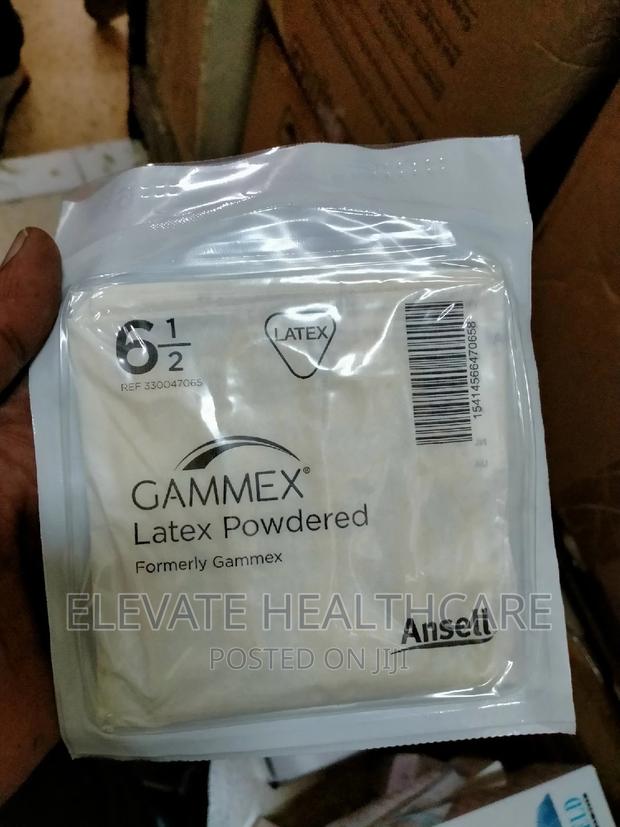 6 1/2
REF 330047065
LATEX
15414566470658
GAMMEX®
Latex Powdered
Formerly Gammex
Ansell
ELEVATE HEALTHCARE
POSTED ON JIJI